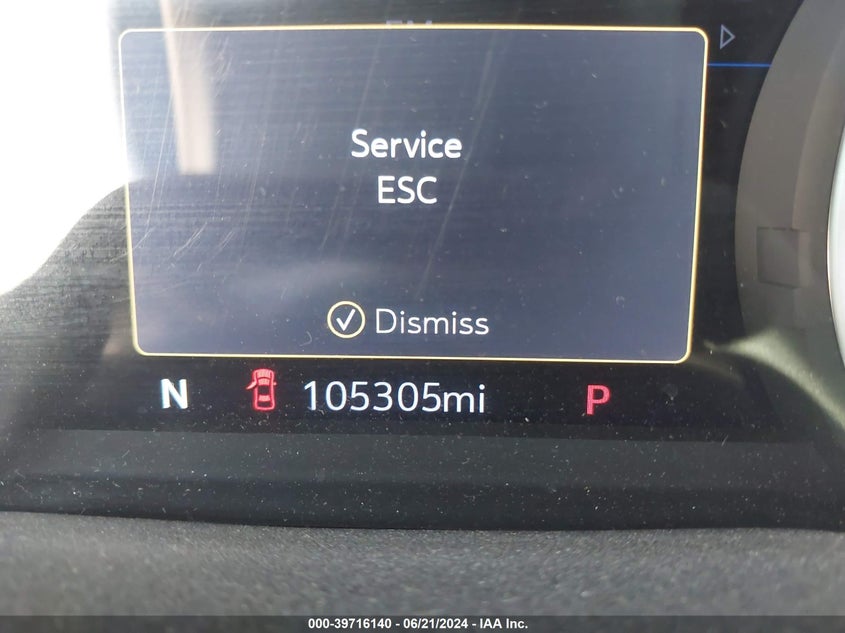 Service
ESC
Dismiss
N 105305mi P
000-39716140 - 06/21/2024 - IAA Inc.